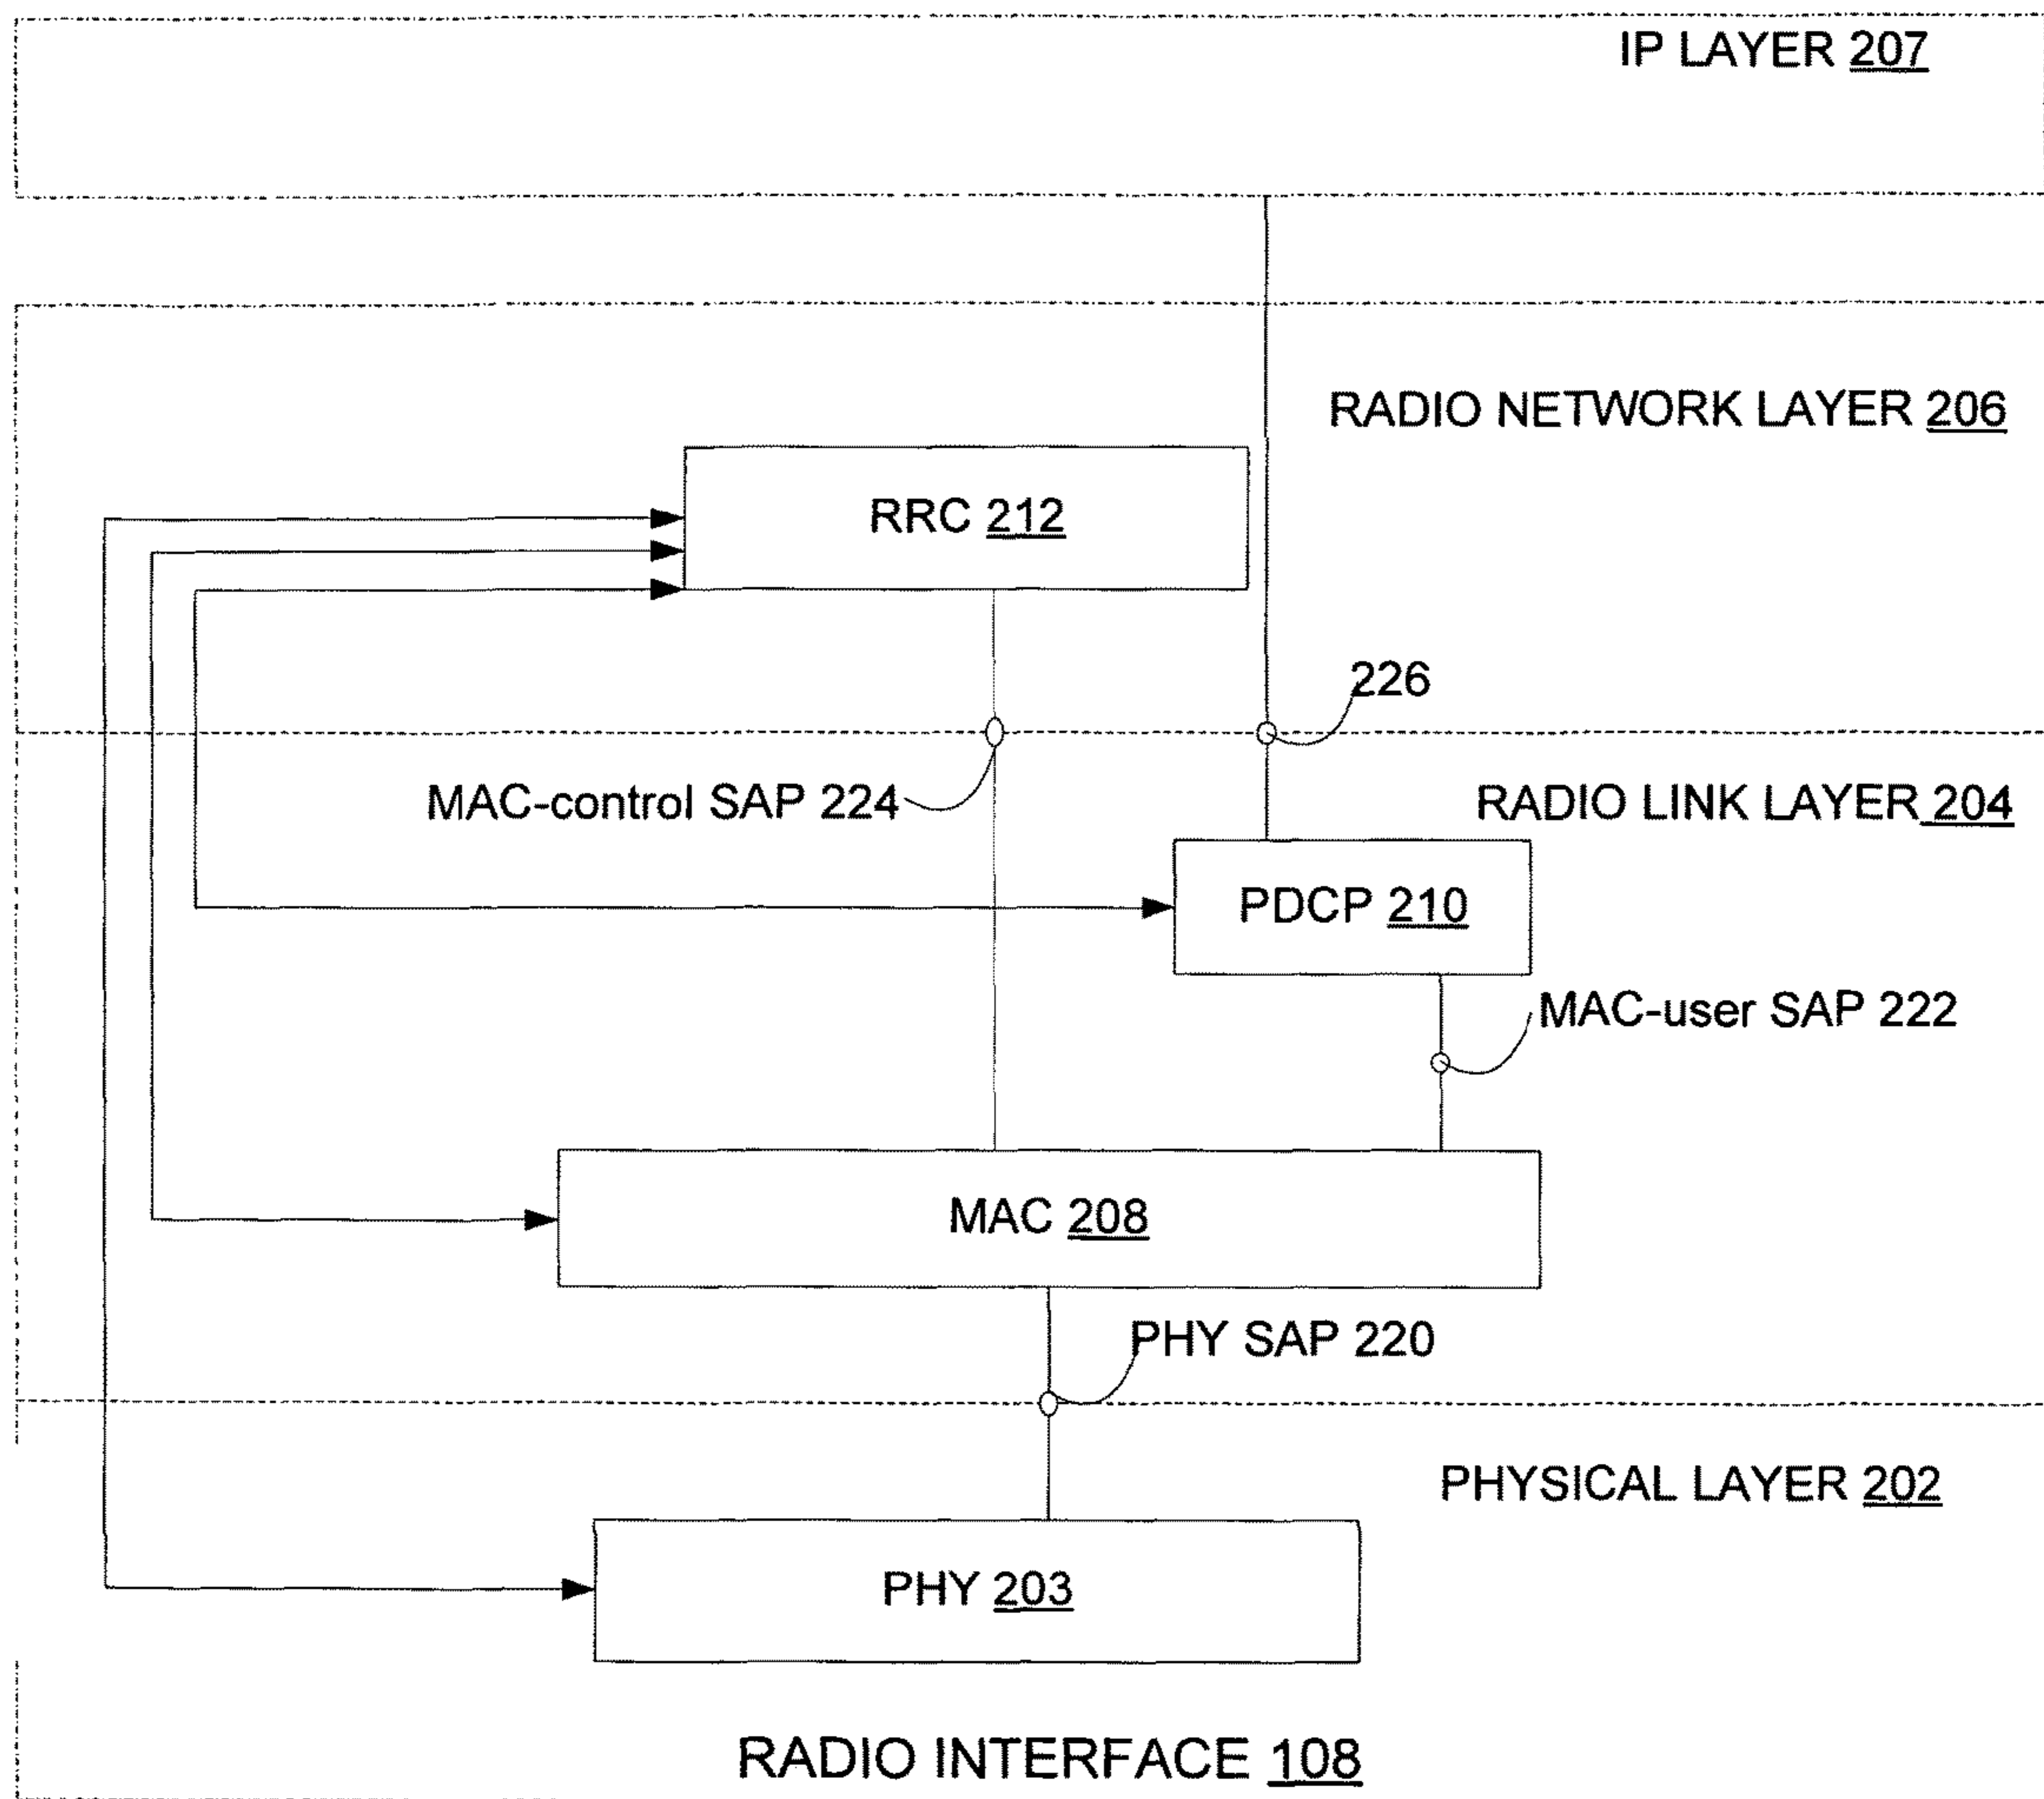 IP LAYER 207
RADIO NETWORK LAYER 206
RRC 212
226
MAC-control SAP 224
RADIO LINK LAYER 204
PDCP 210
MAC-user SAP 222
MAC 208
PHY SAP 220
PHYSICAL LAYER 202
PHY 203
RADIO INTERFACE 108